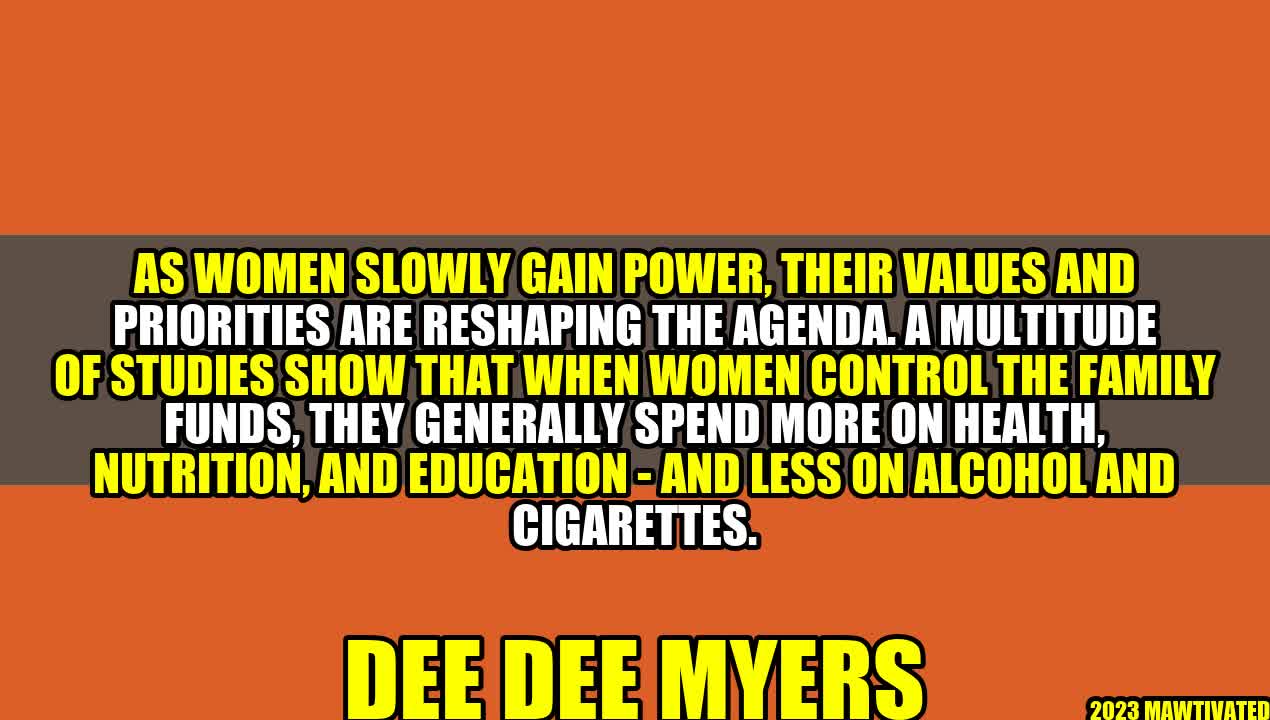 AS WOMEN SLOWLY GAIN POWER, THEIR VALUES AND
PRIORITIES ARE RESHAPING THE AGENDA. A MULTITUDE
OF STUDIES SHOW THAT WHEN WOMEN CONTROL THE FAMILY
FUNDS, THEY GENERALLY SPEND MORE ON HEALTH,
NUTRITION, AND EDUCATION - AND LESS ON ALCOHOL AND
CIGARETTES.
DEE DEE MYERS
2023 MAWTIVATED